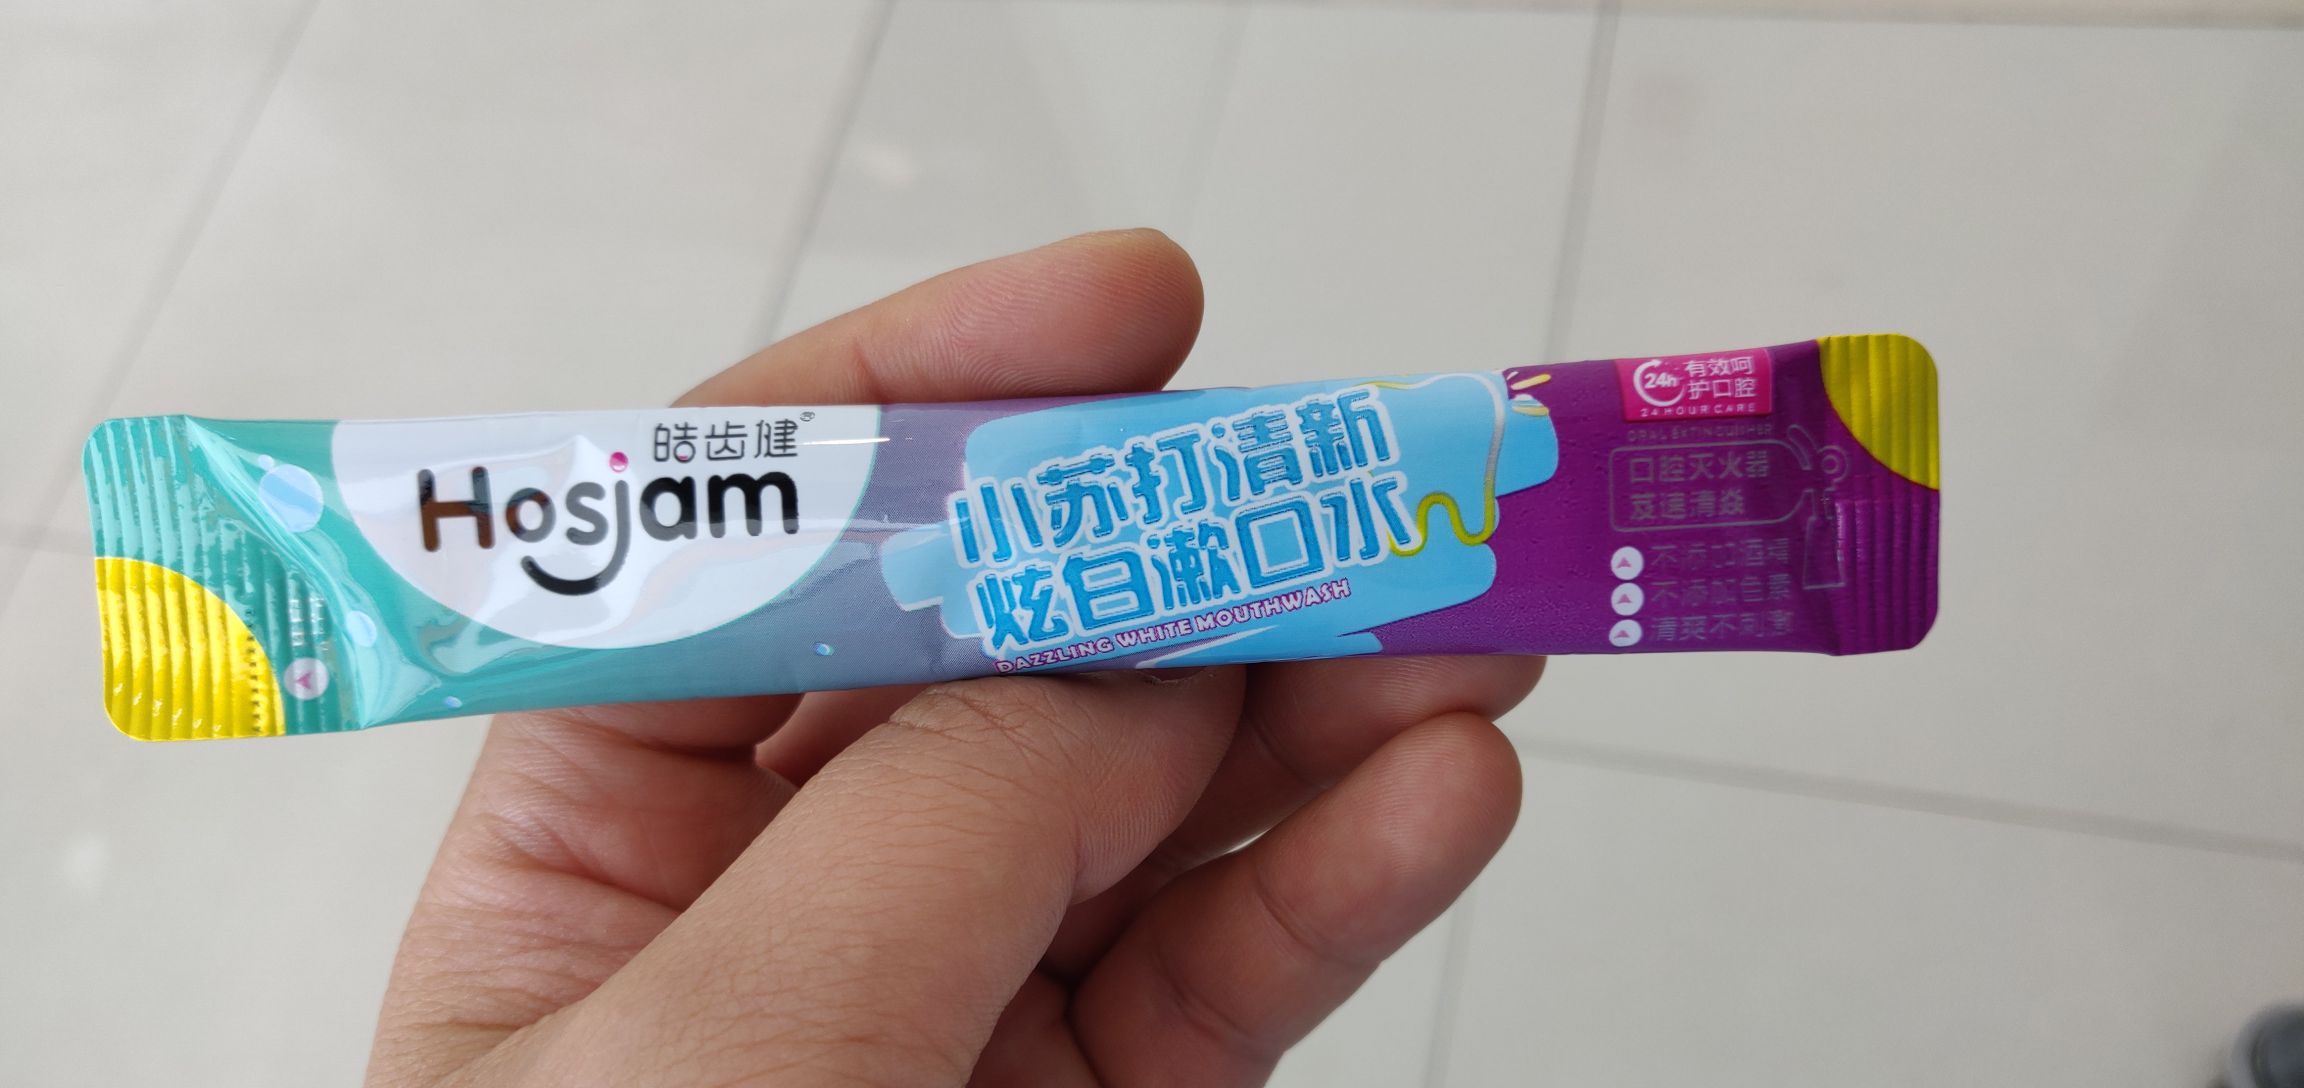 皓齿健®
Hosjam
小苏打清新
炫白漱口水
DAZZLING WHITE MOUTHWASH
24h
有效呵
护口腔
24 HOUR CARE
ORAL EXTINGUISHER
口腔灭火器
芨速清焱
不添加酒精
不添加色素
清爽不刺激